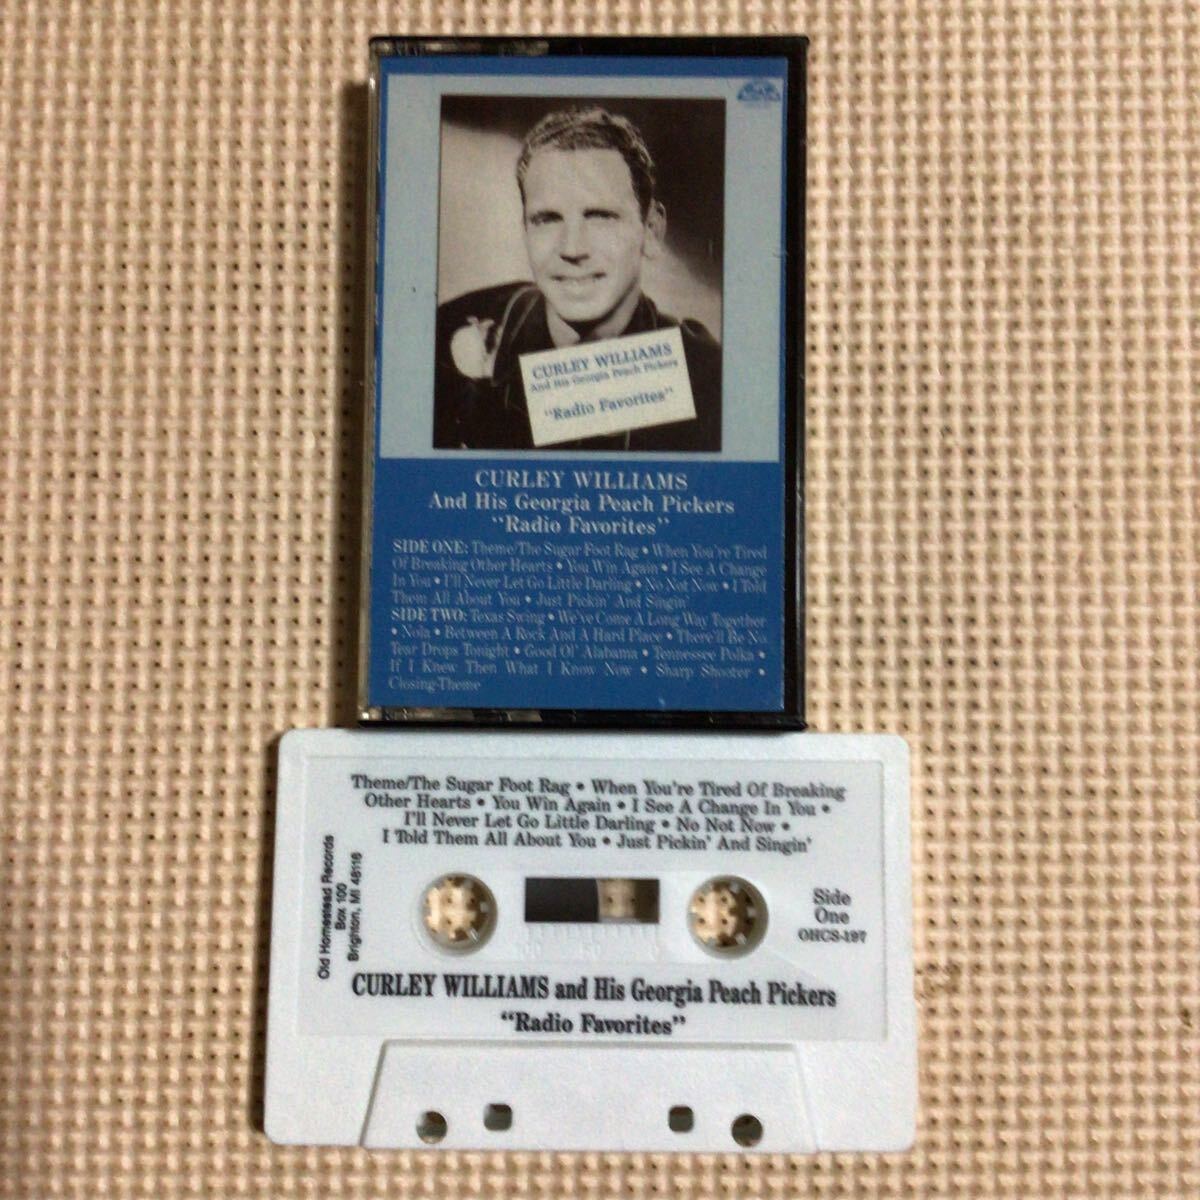 CURLEY WILLIAMS
And His Georgia Peach Pickers
"Radio Favorites"
CURLEY WILLIAMS
And His Georgia Peach Pickers
"Radio Favorites"
SIDE ONE: Theme/The Sugar Foot Rag • When You're Tired
Of Breaking Other Hearts • You Win Again • I See A Change
In You • I'll Never Let Go Little Darling • No Not Now • I Told
Them All About You • Just Pickin' And Singin'
SIDE TWO: Texas Swing • We've Come A Long Way Together
• Nola • Between A Rock And A Hard Place • There'll Be No
Tear Drops Tonight • Good Ol' Alabama • Tennessee Polka •
If I Knew Then What I Know Now • Sharp Shooter •
Closing-Theme
Theme/The Sugar Foot Rag • When You're Tired Of Breaking
Other Hearts • You Win Again • I See A Change In You •
I'll Never Let Go Little Darling • No Not Now •
I Told Them All About You • Just Pickin' And Singin'
Old Homestead Records
Box 100
Brighton, MI 48116
Side
One
OHCS-197
CURLEY WILLIAMS and His Georgia Peach Pickers
"Radio Favorites"